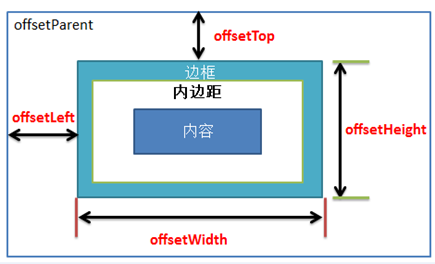 offsetParent
offsetTop
边框
内边距
offsetLeft
内容
offsetHeight
offsetWidth